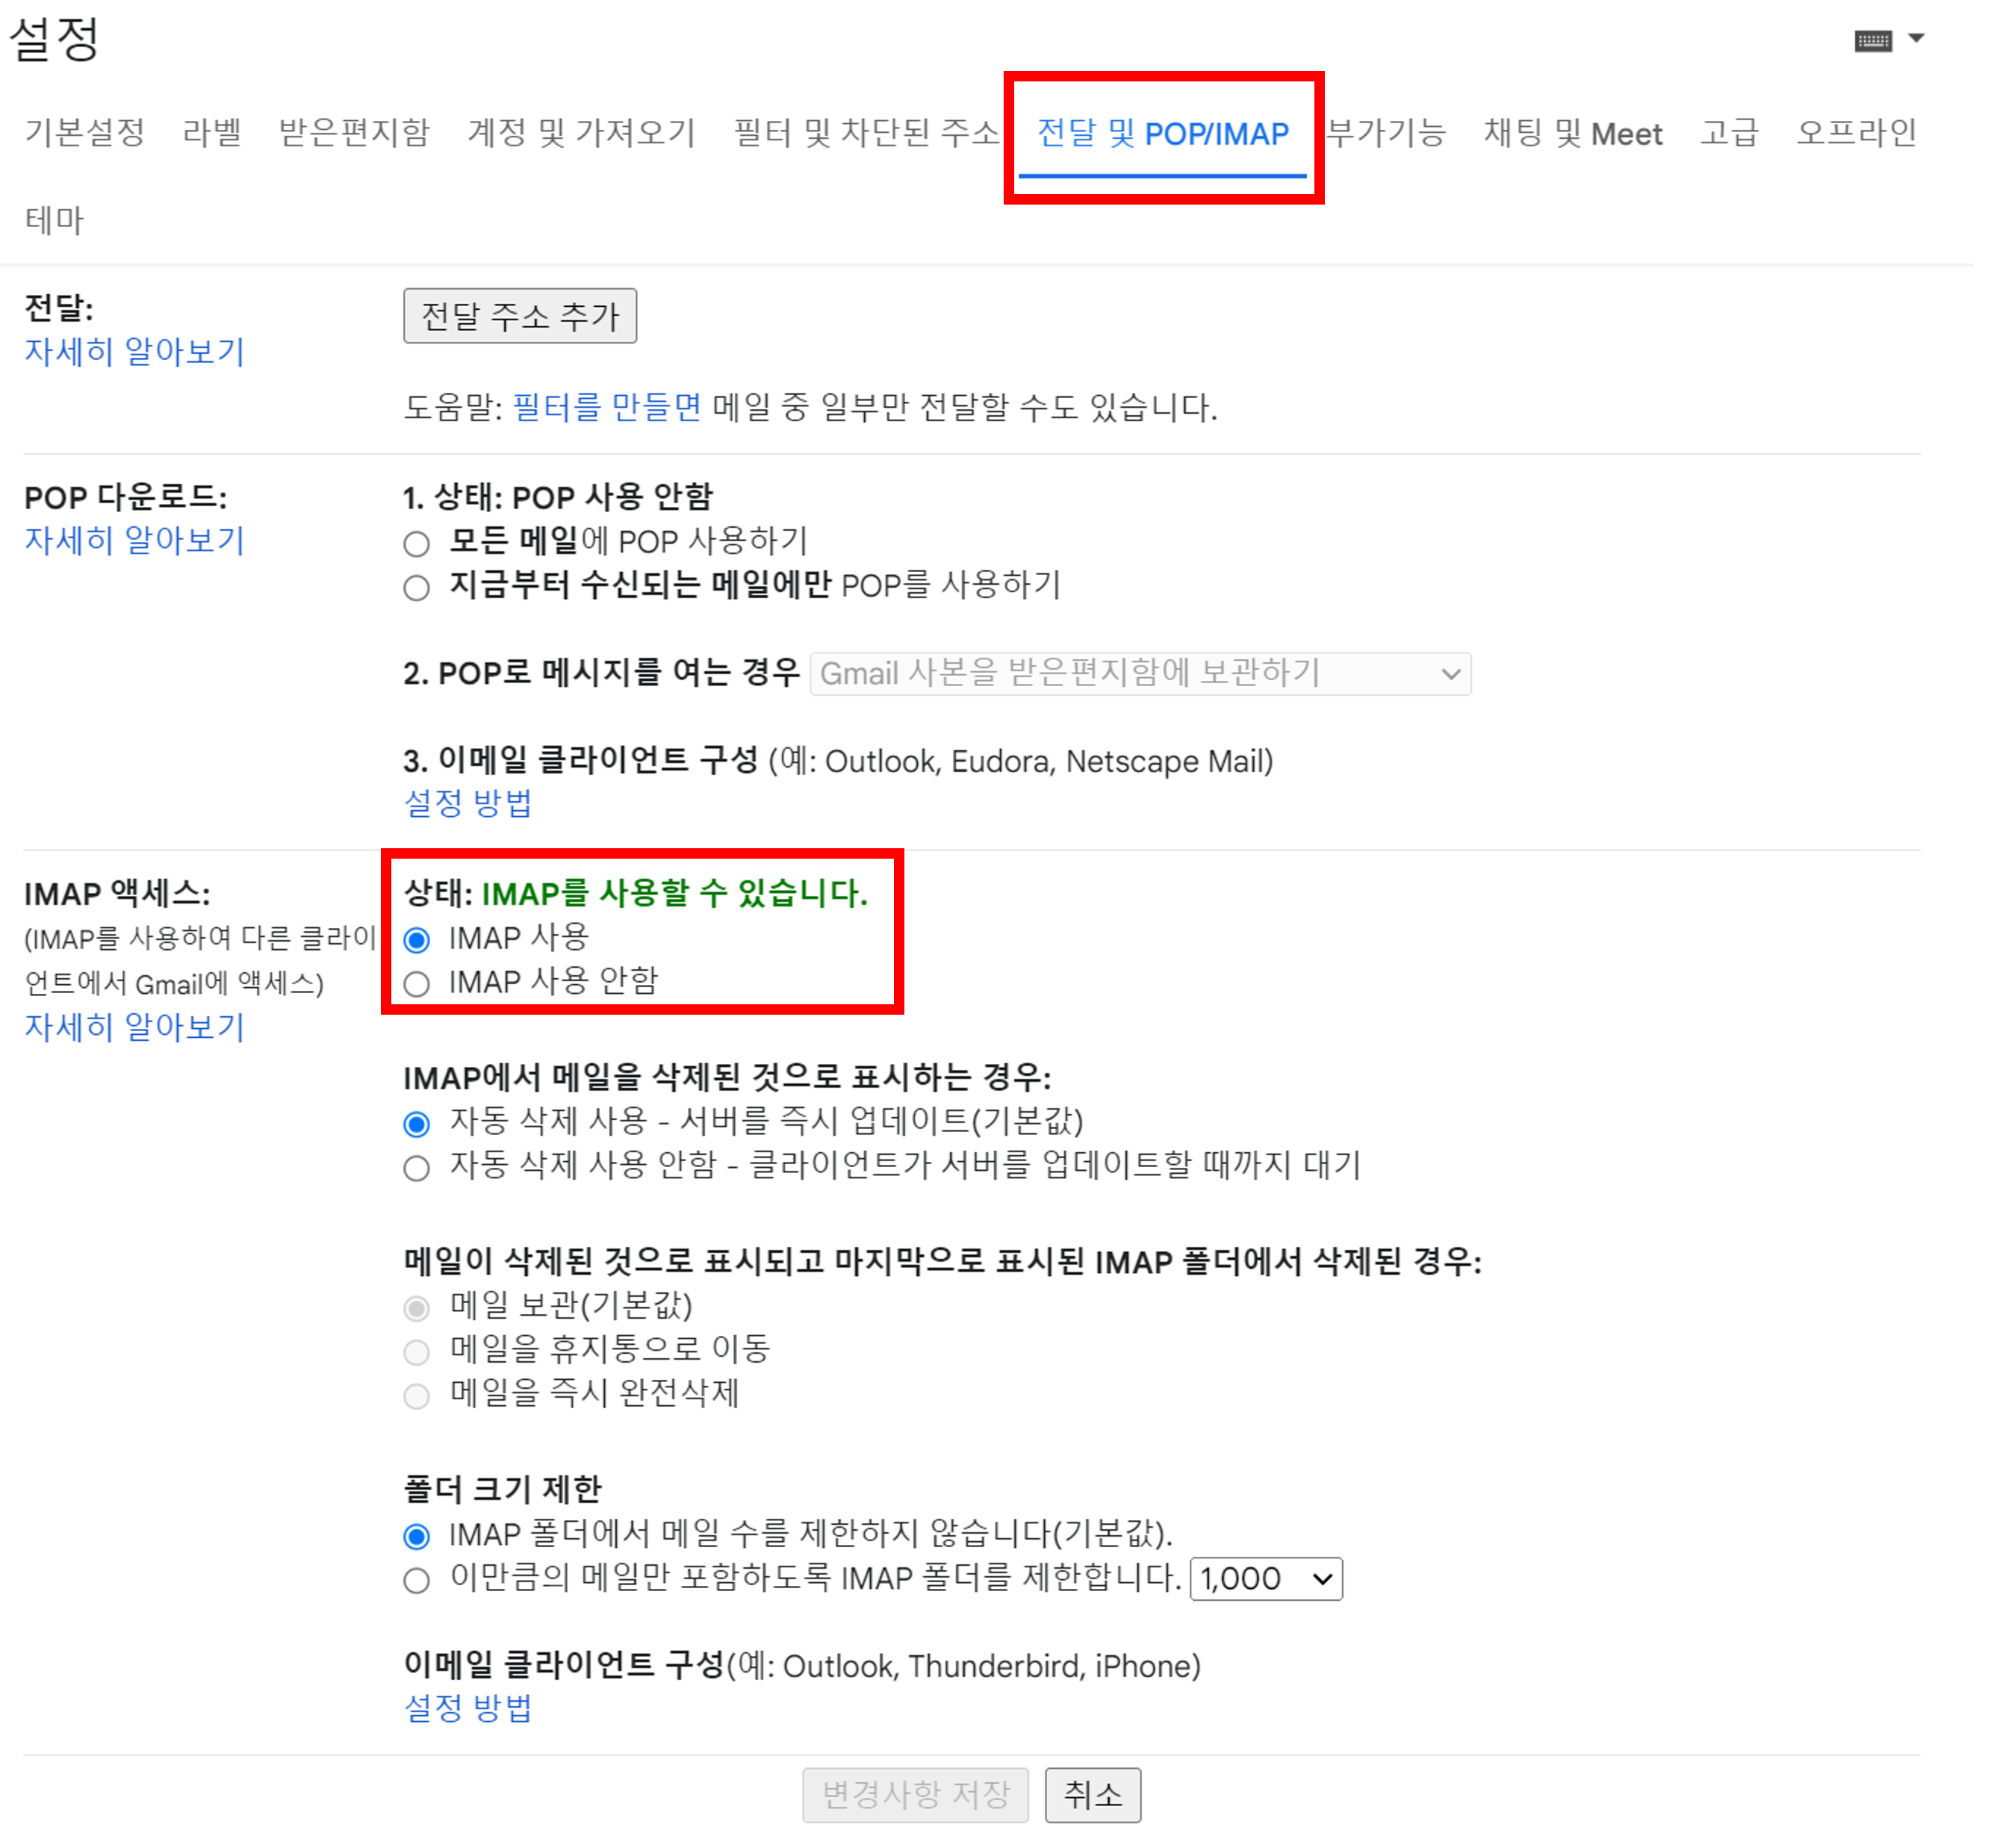 설정
기본설정 라벨 받은편지함 계정 및 가져오기 필터 및 차단된 주소 전달 및 POP/IMAP 부가기능 채팅 및 Meet 고급 오프라인
테마
전달:
자세히 알아보기
전달 주소 추가
도움말: 필터를 만들면 메일 중 일부만 전달할 수도 있습니다.
POP 다운로드:
자세히 알아보기
1. 상태: POP 사용 안함
모든 메일에 POP 사용하기
지금부터 수신되는 메일에만 POP를 사용하기
2. POP로 메시지를 여는 경우 Gmail 사본을 받은편지함에 보관하기
3. 이메일 클라이언트 구성 (예: Outlook, Eudora, Netscape Mail)
설정 방법
IMAP 액세스:
(IMAP를 사용하여 다른 클라이
언트에서 Gmail에 액세스)
자세히 알아보기
상태: IMAP를 사용할 수 있습니다.
IMAP 사용
IMAP 사용 안함
IMAP에서 메일을 삭제된 것으로 표시하는 경우:
자동 삭제 사용 - 서버를 즉시 업데이트(기본값)
자동 삭제 사용 안함 - 클라이언트가 서버를 업데이트할 때까지 대기
메일이 삭제된 것으로 표시되고 마지막으로 표시된 IMAP 폴더에서 삭제된 경우:
메일 보관(기본값)
메일을 휴지통으로 이동
메일을 즉시 완전삭제
폴더 크기 제한
IMAP 폴더에서 메일 수를 제한하지 않습니다(기본값).
이만큼의 메일만 포함하도록 IMAP 폴더를 제한합니다. 1,000
이메일 클라이언트 구성(예: Outlook, Thunderbird, iPhone)
설정 방법
변경사항 저장 취소